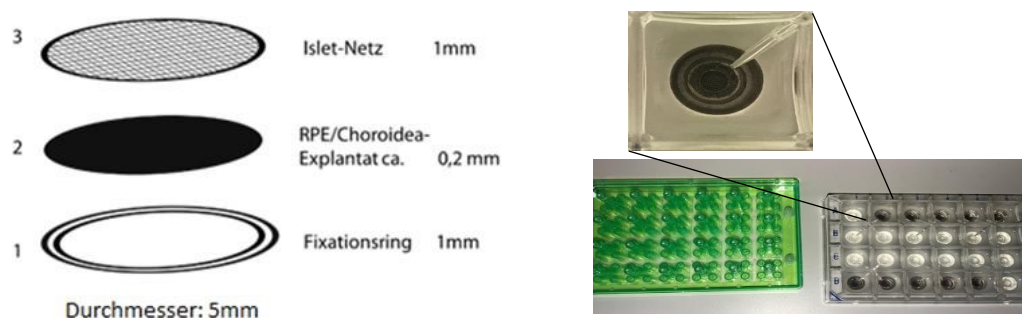 3 Islet-Netz 1mm
2 RPE/Choroidea-
Explantat ca. 0,2 mm
1 Fixationsring 1mm
Durchmesser: 5mm
A
B